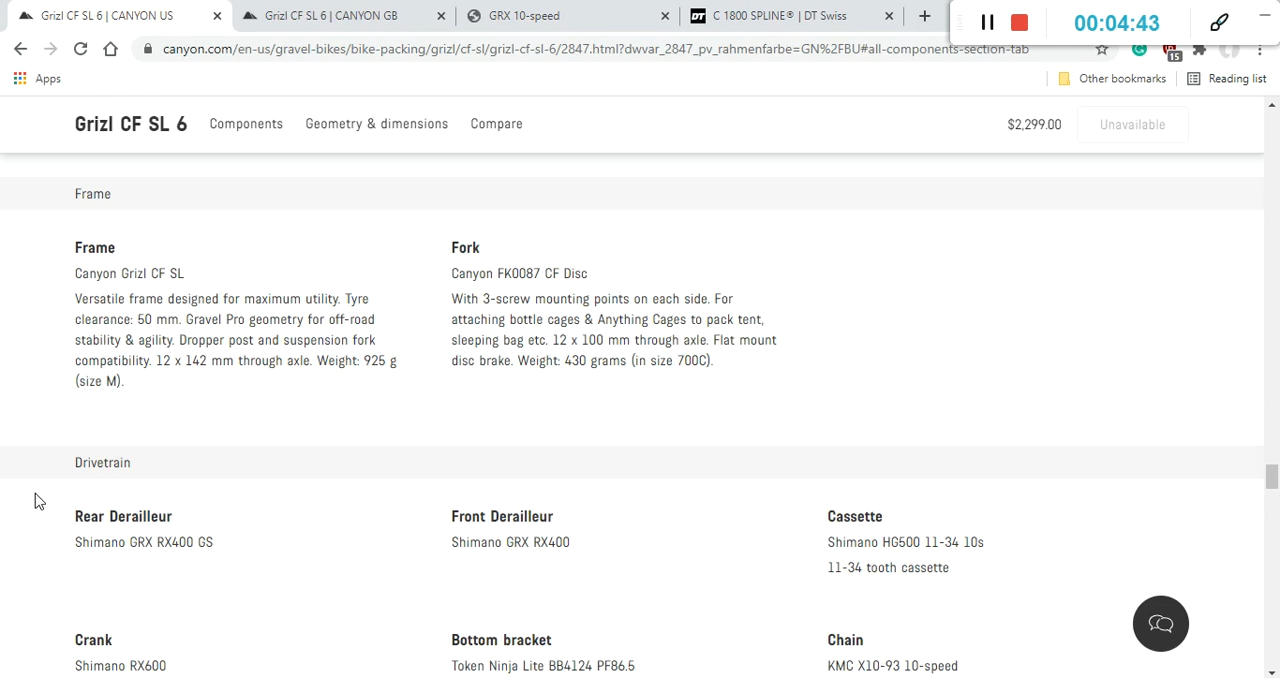 Grizl CF SL 6 | CANYON US
Grizl CF SL 6 | CANYON GB
GRX 10-speed
DT
C 1800 SPLINE® | DT Swiss
00:04:43
canyon.com/en-us/gravel-bikes/bike-packing/grizl/cf-sl/grizl-cf-sl-6/2847.html?dwvar_2847_pv_rahmenfarbe=GN%2FBU#all-components-section-tab
15
Apps
Other bookmarks
Reading list
Grizl CF SL 6
Components
Geometry & dimensions
Compare
$2,299.00
Unavailable
Frame
Frame
Canyon Grizl CF SL
Versatile frame designed for maximum utility. Tyre
clearance: 50 mm. Gravel Pro geometry for off-road
stability & agility. Dropper post and suspension fork
compatibility. 12 x 142 mm through axle. Weight: 925 g
(size M).
Fork
Canyon FK0087 CF Disc
With 3-screw mounting points on each side. For
attaching bottle cages & Anything Cages to pack tent,
sleeping bag etc. 12 x 100 mm through axle. Flat mount
disc brake. Weight: 430 grams (in size 700C).
Drivetrain
Rear Derailleur
Shimano GRX RX400 GS
Front Derailleur
Shimano GRX RX400
Cassette
Shimano HG500 11-34 10s
11-34 tooth cassette
Crank
Shimano RX600
Bottom bracket
Token Ninja Lite BB4124 PF86.5
Chain
KMC X10-93 10-speed